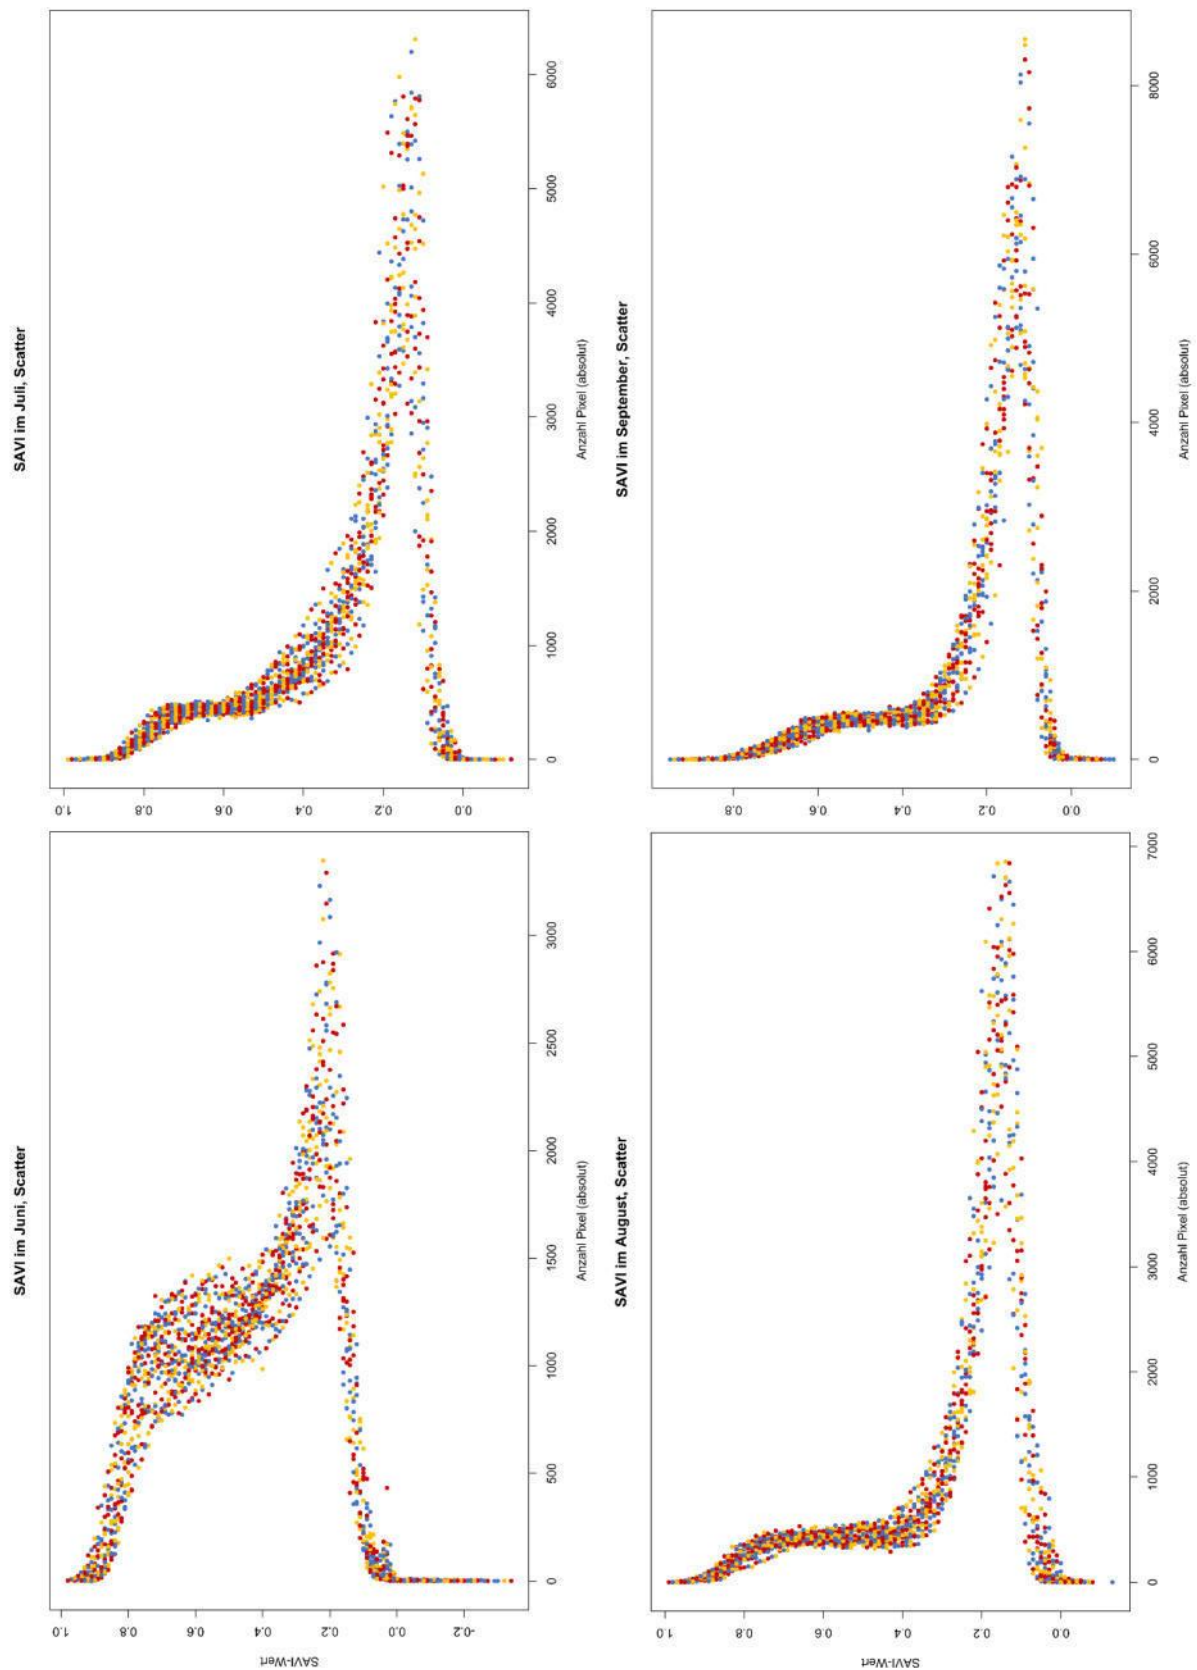 SAVI im Juni, Scatter
SAVI-Wert
1.0
0.8
0.6
0.4
0.2
0.0
-0.2
0 500 1000 1500 2000 2500 3000
Anzahl Pixel (absolut)
SAVI im Juli, Scatter
1.0
0.8
0.6
0.4
0.2
0.0
0 1000 2000 3000 4000 5000 6000
Anzahl Pixel (absolut)
SAVI im August, Scatter
SAVI-Wert
1.0
0.8
0.6
0.4
0.2
0.0
0 1000 2000 3000 4000 5000 6000 7000
Anzahl Pixel (absolut)
SAVI im September, Scatter
0.8
0.6
0.4
0.2
0.0
0 2000 4000 6000 8000
Anzahl Pixel (absolut)